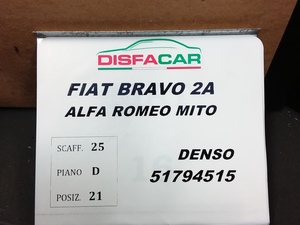 DISFACAR
FIAT BRAVO 2A
ALFA ROMEO MITO
SCAFF. 25
PIANO D
POSIZ. 21
DENSO
51794515